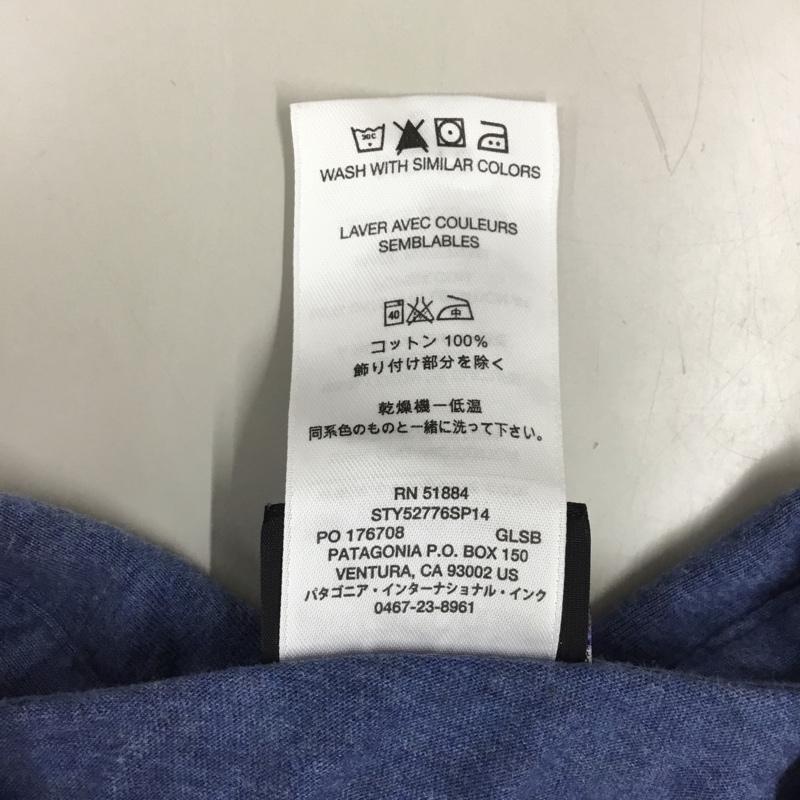 30C
WASH WITH SIMILAR COLORS
LAVER AVEC COULEURS
SEMBLABLES
40 中
コットン 100%
飾り付け部分を除く
乾燥機ー低温
同系色のものと一緒に洗って下さい。
RN 51884
STY52776SP14
PO 176708 GLSB
PATAGONIA P.O. BOX 150
VENTURA, CA 93002 US
パタゴニア・インターナショナル・インク
0467-23-8961